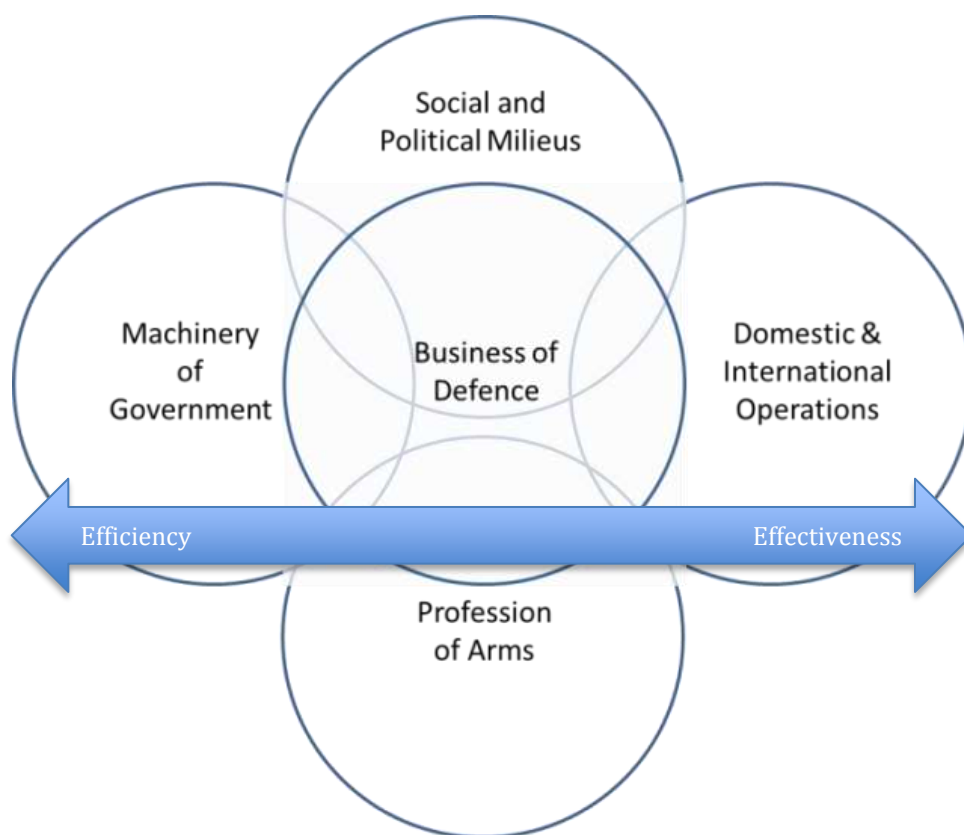 Social and
Political Milieus
Machinery
of
Government
Business of
Defence
Domestic &
International
Operations
Efficiency
Effectiveness
Profession
of Arms